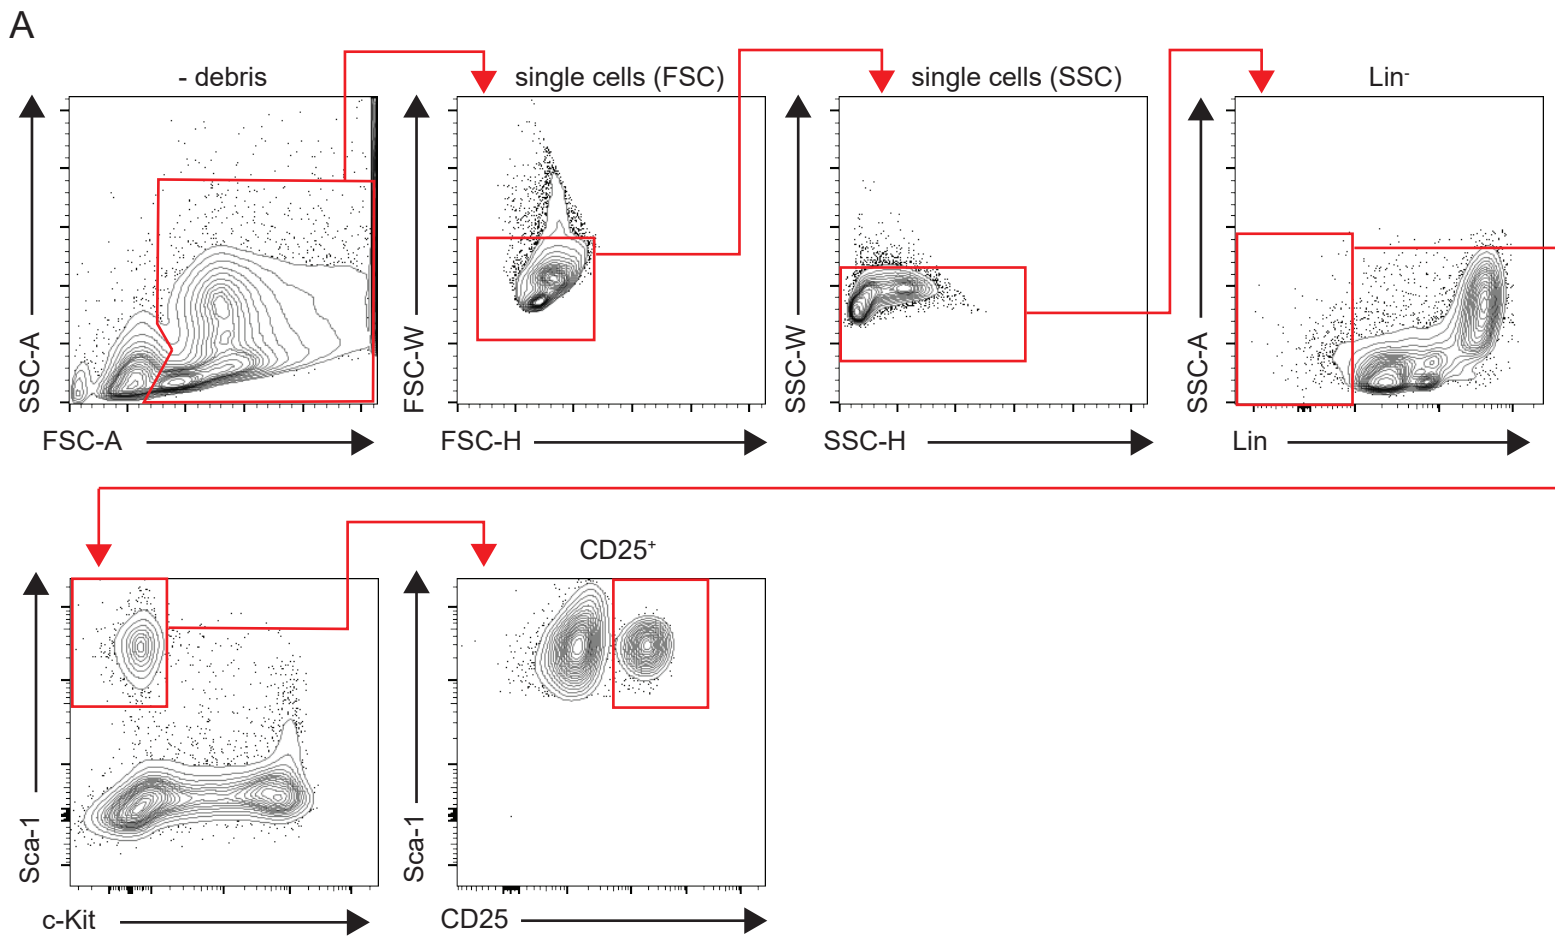 A
- debris
single cells (FSC)
single cells (SSC)
Lin-
SSC-A
FSC-W
SSC-W
SSC-A
FSC-A
FSC-H
SSC-H
Lin
CD25+
Sca-1
Sca-1
c-Kit
CD25